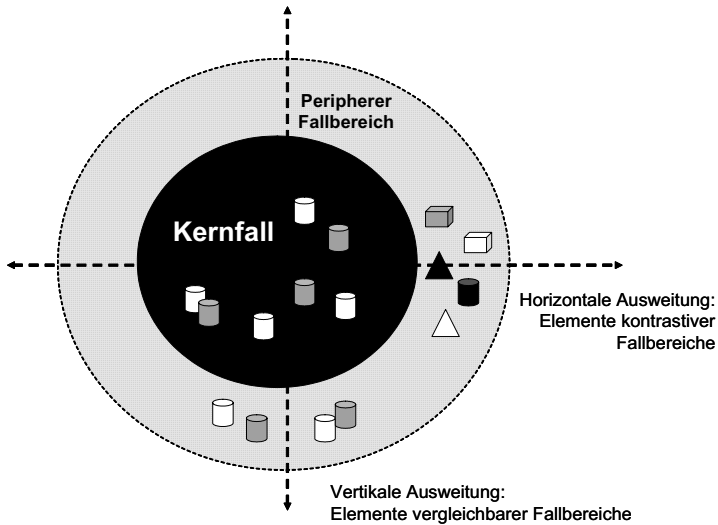 Peripherer
Fallbereich
Kernfall
Horizontale Ausweitung:
Elemente kontrastiver
Fallbereiche
Vertikale Ausweitung:
Elemente vergleichbarer Fallbereiche